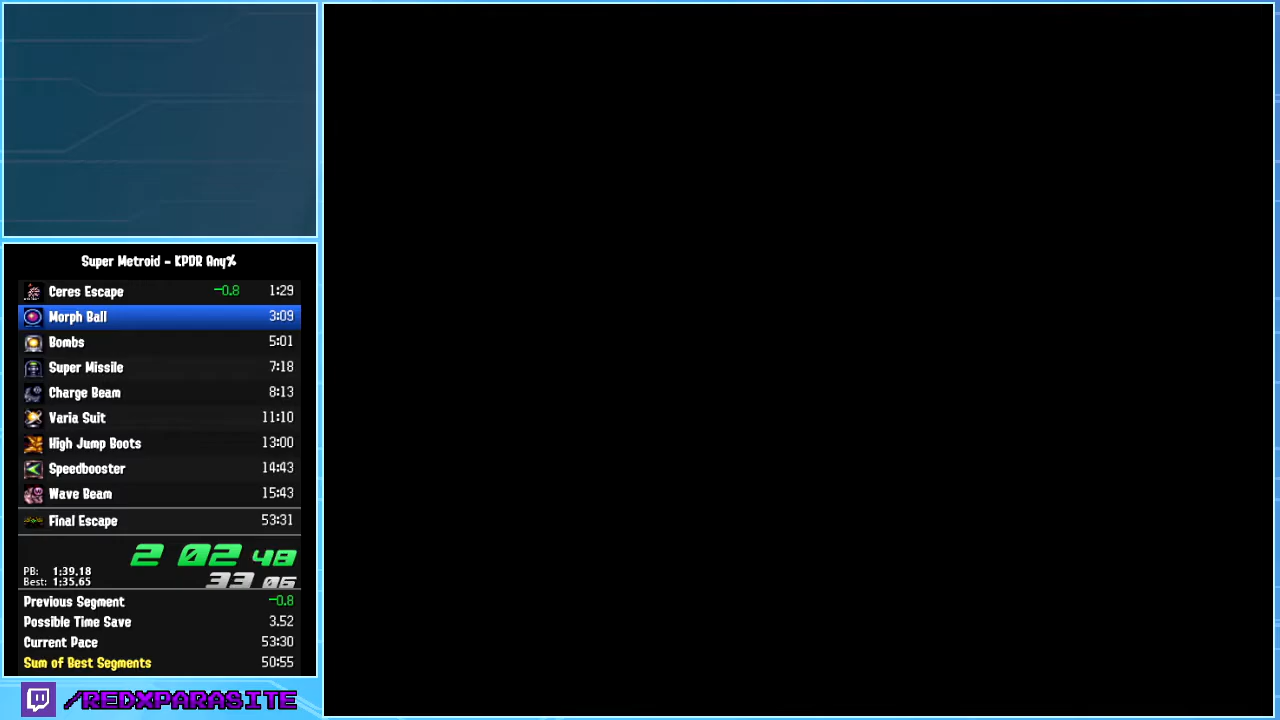 Super Metroid - KPDR Any%
Ceres Escape -0.8 1:29
Morph Ball 3:09
Bombs 5:01
Super Missile 7:18
Charge Beam 8:13
Varia Suit 11:10
High Jump Boots 13:00
Speedbooster 14:43
Wave Beam 15:43
Final Escape 53:31
2 02 48
PB: 1:39,18
Best: 1:35,65
33 06
Previous Segment -0.8
Possible Time Save 3.52
Current Pace 53:30
Sum of Best Segments 50:55
/REDXPARASITE